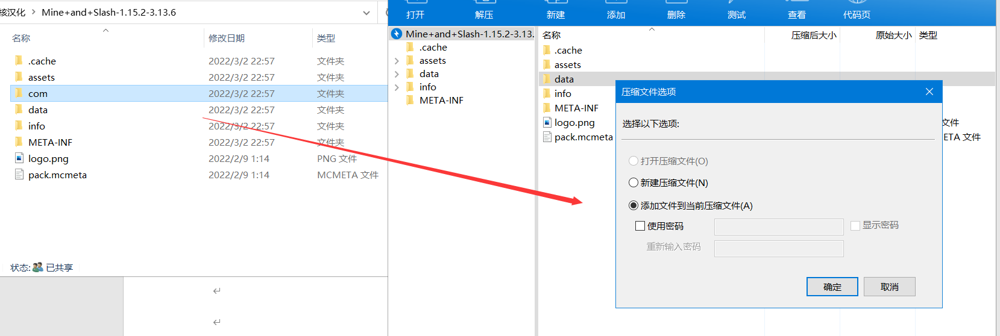 核汉化 > Mine+and+Slash-1.15.2-3.13.6
名称 修改日期 类型
.cache 2022/3/2 22:57 文件夹
assets 2022/3/2 22:57 文件夹
com 2022/3/2 22:57 文件夹
data 2022/3/2 22:57 文件夹
info 2022/3/2 22:57 文件夹
META-INF 2022/3/2 22:57 文件夹
logo.png 2022/2/9 1:14 PNG 文件
pack.mcmeta 2022/2/9 1:14 MCMETA 文件
状态: 已共享
打开 解压 新建 添加 删除 测试 查看 代码页
Mine+and+Slash-1.15.2-3.13.
.cache
assets
data
info
META-INF
名称 压缩后大小 原始大小 类型
.cache
assets
data
info
META-INF
logo.png 文件
pack.mcmeta ETA 文件
压缩文件选项
选择以下选项:
打开压缩文件(O)
新建压缩文件(N)
添加文件到当前压缩文件(A)
使用密码 显示密码
重新输入密码
确定 取消